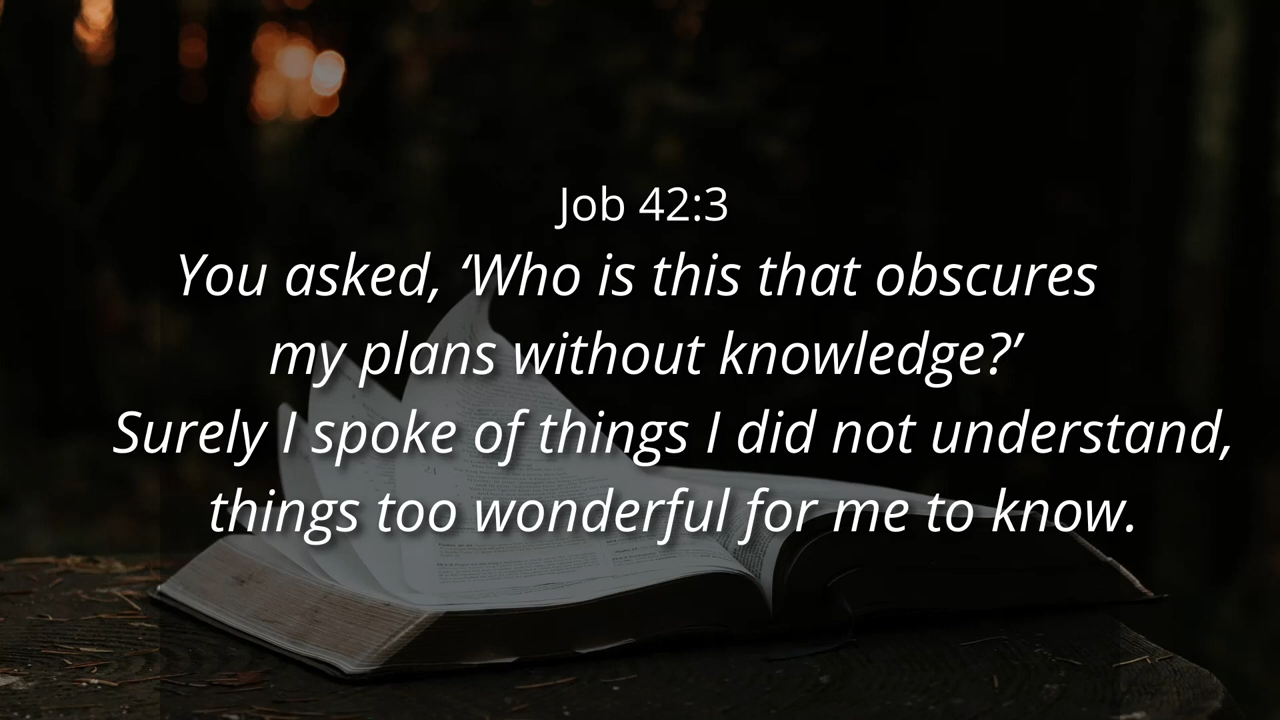 Job 42:3
You asked, ‘Who is this that obscures
my plans without knowledge?’
Surely I spoke of things I did not understand,
things too wonderful for me to know.